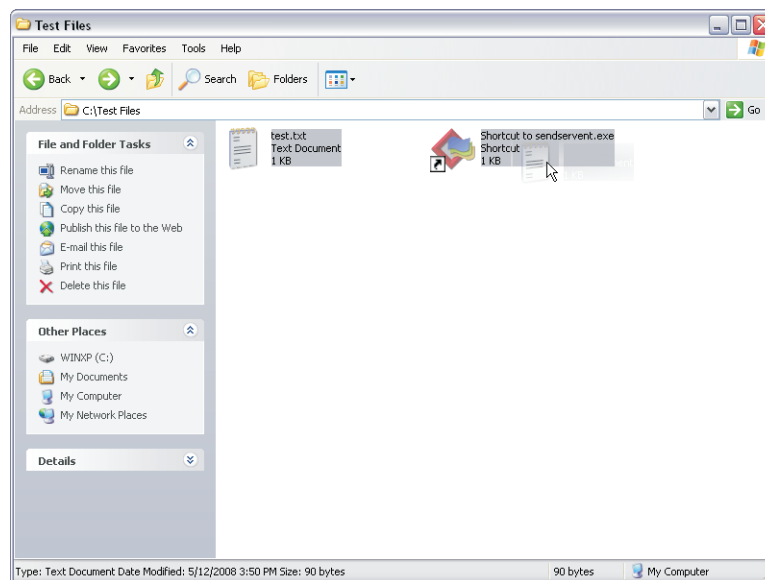 Test Files
File Edit View Favorites Tools Help
Back Search Folders
Address C:\Test Files Go
File and Folder Tasks
Rename this file
Move this file
Copy this file
Publish this file to the Web
E-mail this file
Print this file
Delete this file
Other Places
WINXP (C:)
My Documents
My Computer
My Network Places
Details
test.txt
Text Document
1 KB
Shortcut to sendservent.exe
Shortcut
1 KB
Type: Text Document Date Modified: 5/12/2008 3:50 PM Size: 90 bytes 90 bytes My Computer